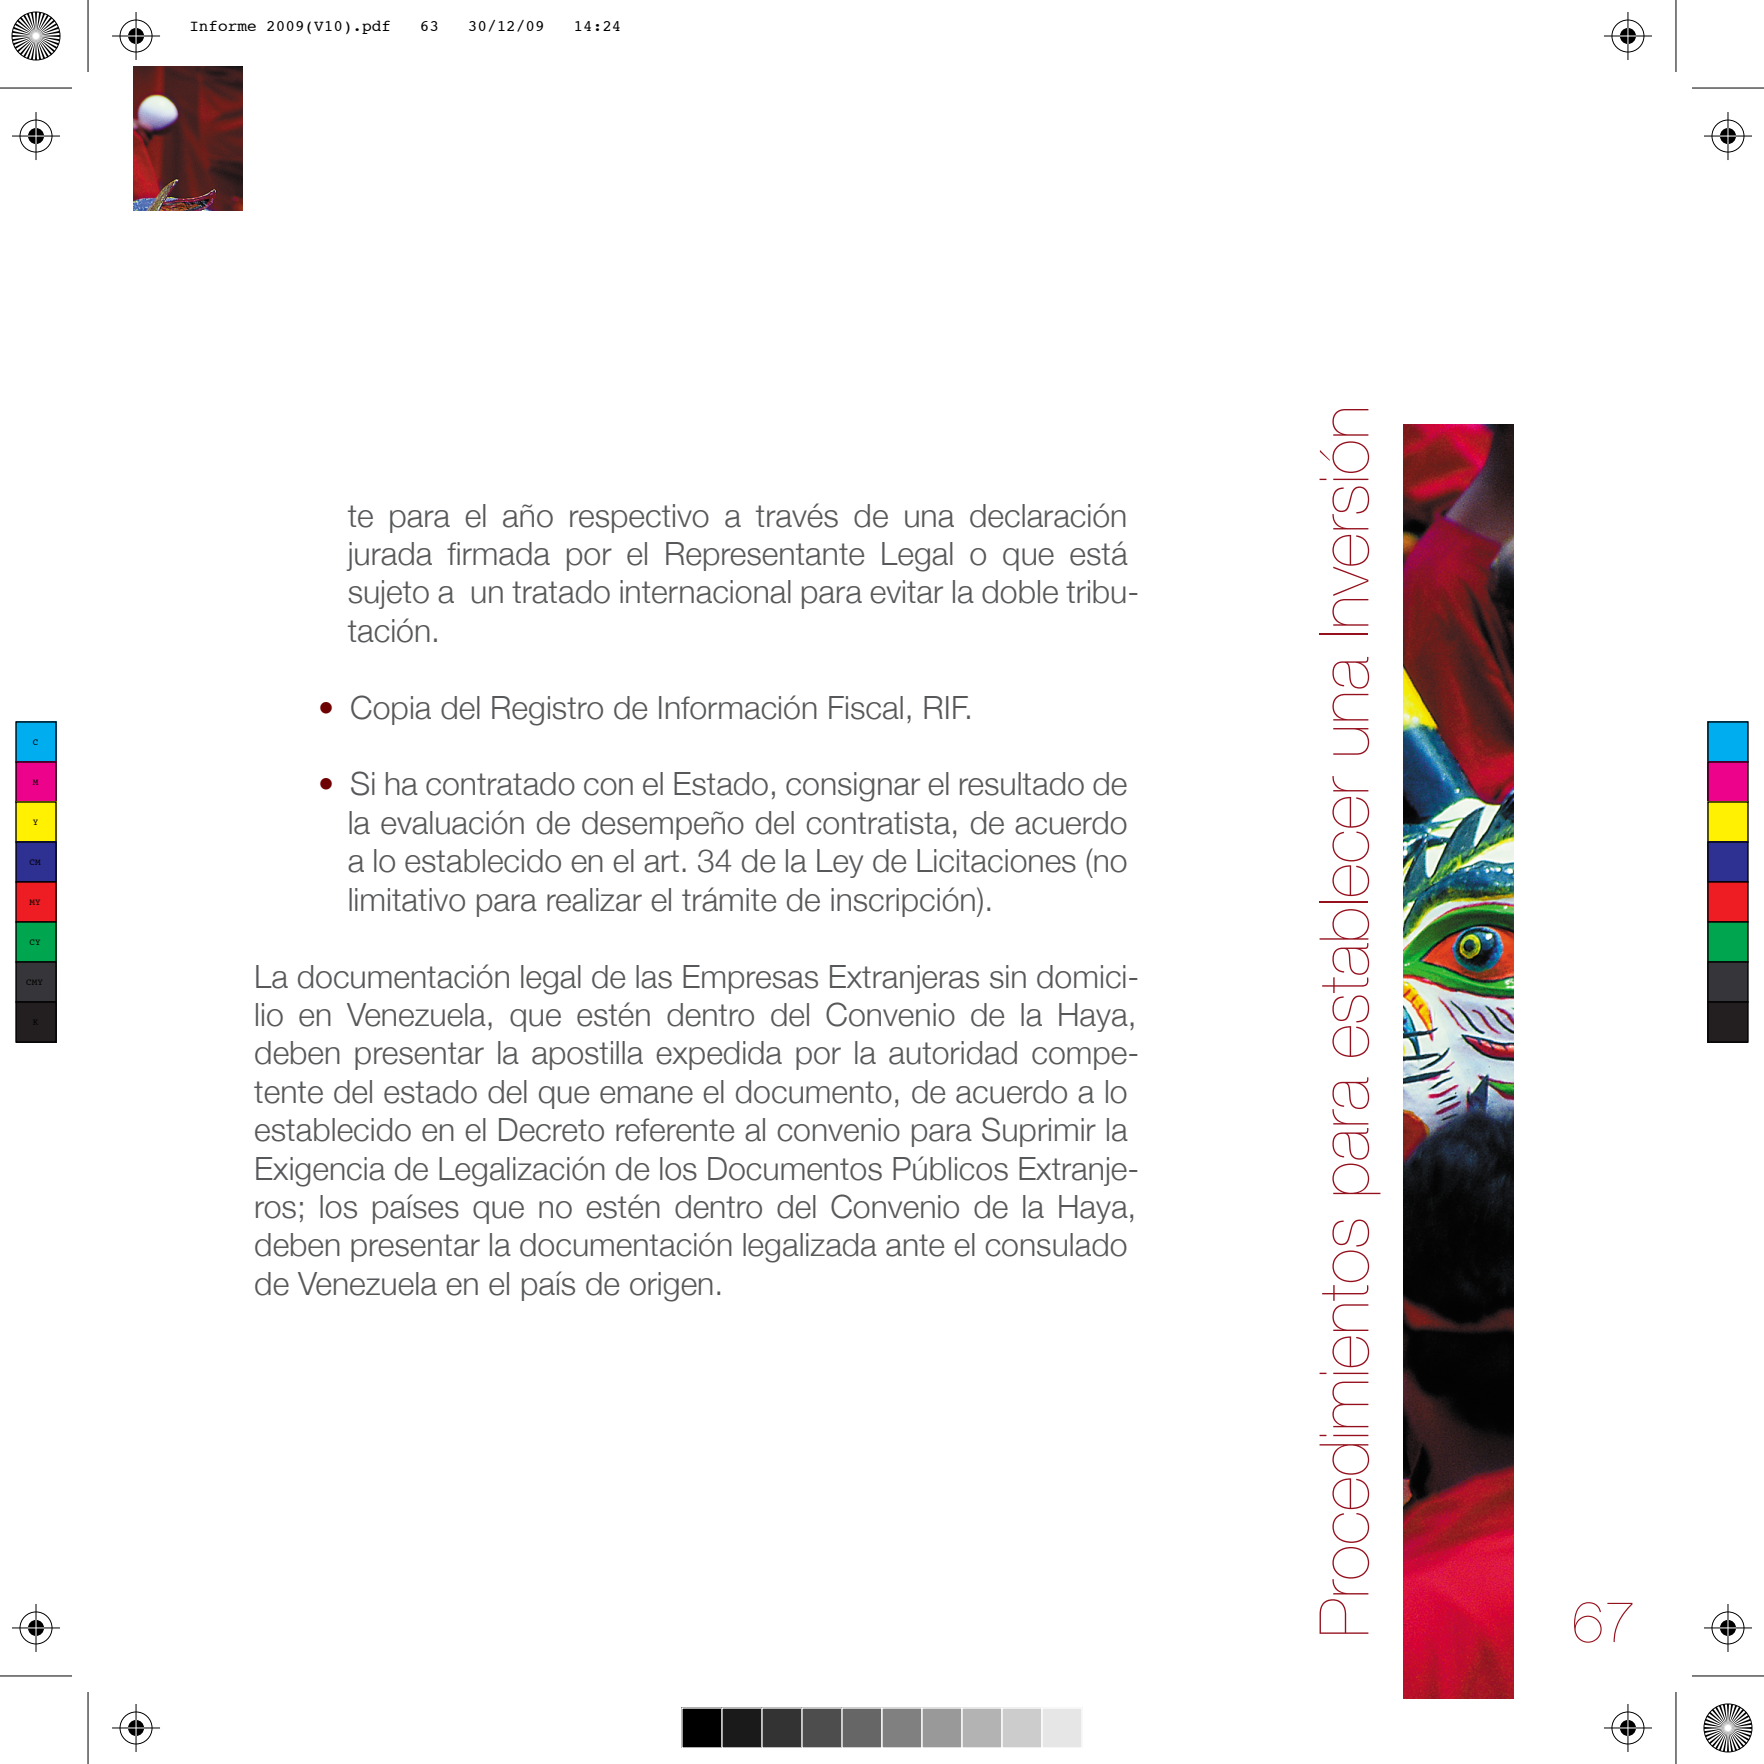 Informe 2009(V10).pdf   63   30/12/09   14:24
te para el año respectivo a través de una declaración
jurada firmada por el Representante Legal o que está
sujeto a  un tratado internacional para evitar la doble tribu-
tación.
• Copia del Registro de Información Fiscal, RIF.
• Si ha contratado con el Estado, consignar el resultado de
la evaluación de desempeño del contratista, de acuerdo
a lo establecido en el art. 34 de la Ley de Licitaciones (no
limitativo para realizar el trámite de inscripción).
La documentación legal de las Empresas Extranjeras sin domici-
lio en Venezuela, que estén dentro del Convenio de la Haya,
deben presentar la apostilla expedida por la autoridad compe-
tente del estado del que emane el documento, de acuerdo a lo
establecido en el Decreto referente al convenio para Suprimir la
Exigencia de Legalización de los Documentos Públicos Extranje-
ros; los países que no estén dentro del Convenio de la Haya,
deben presentar la documentación legalizada ante el consulado
de Venezuela en el país de origen.
Procedimientos para establecer una Inversión
67
C
M
Y
CM
MY
CY
CMY
K